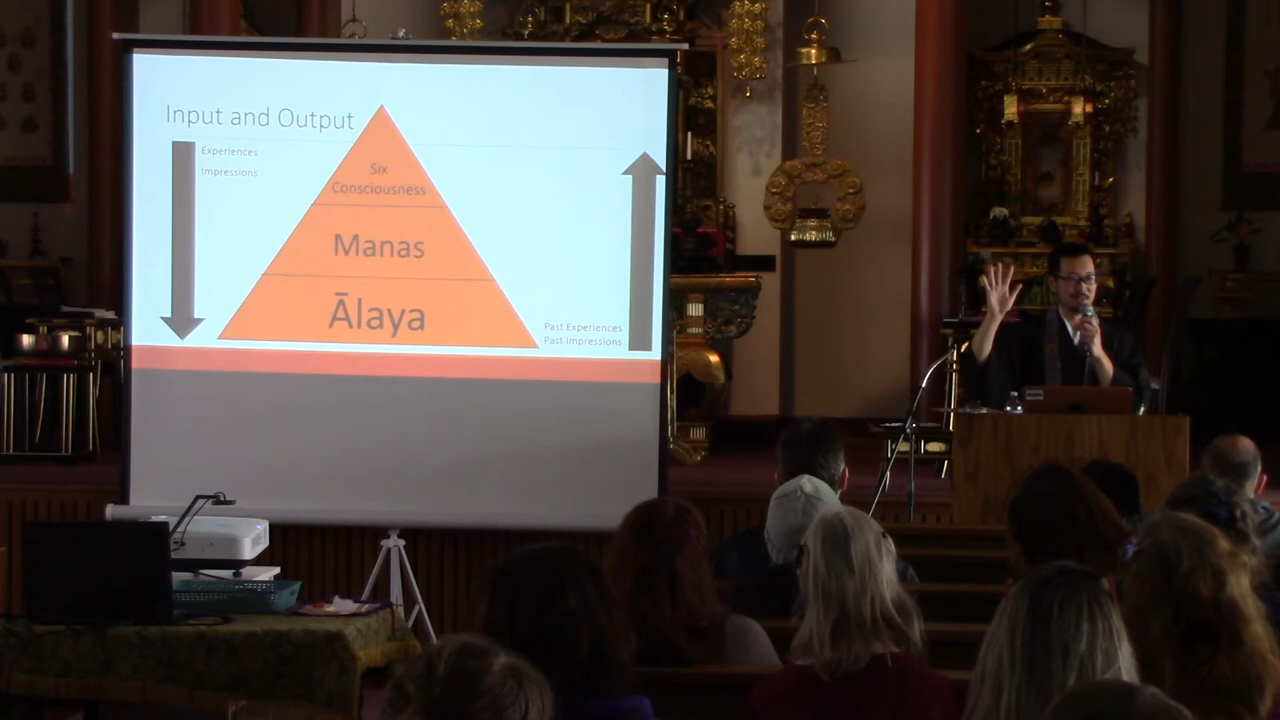 Input and Output
Experiences
Impressions
Six
Consciousness
Manas
Ālaya
Past Experiences
Past Impressions